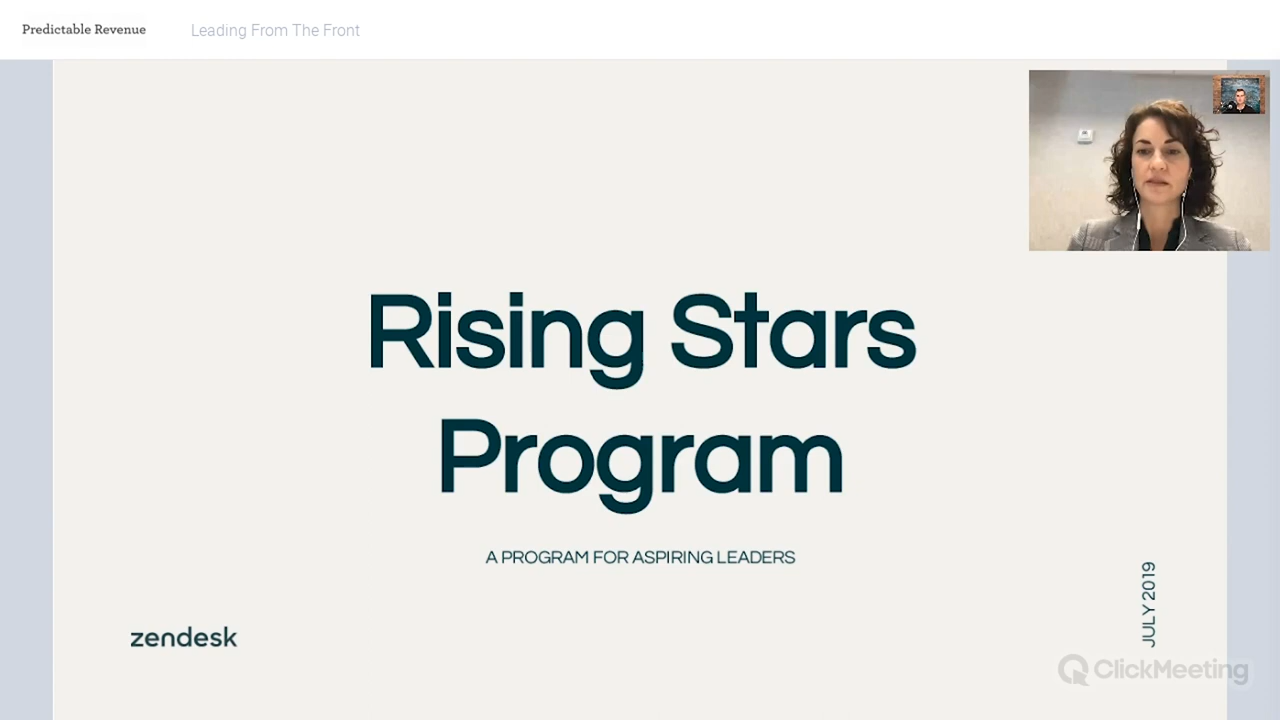 Predictable Revenue
Leading From The Front
Rising Stars
Program
A PROGRAM FOR ASPIRING LEADERS
zendesk
JULY 2019
ClickMeeting